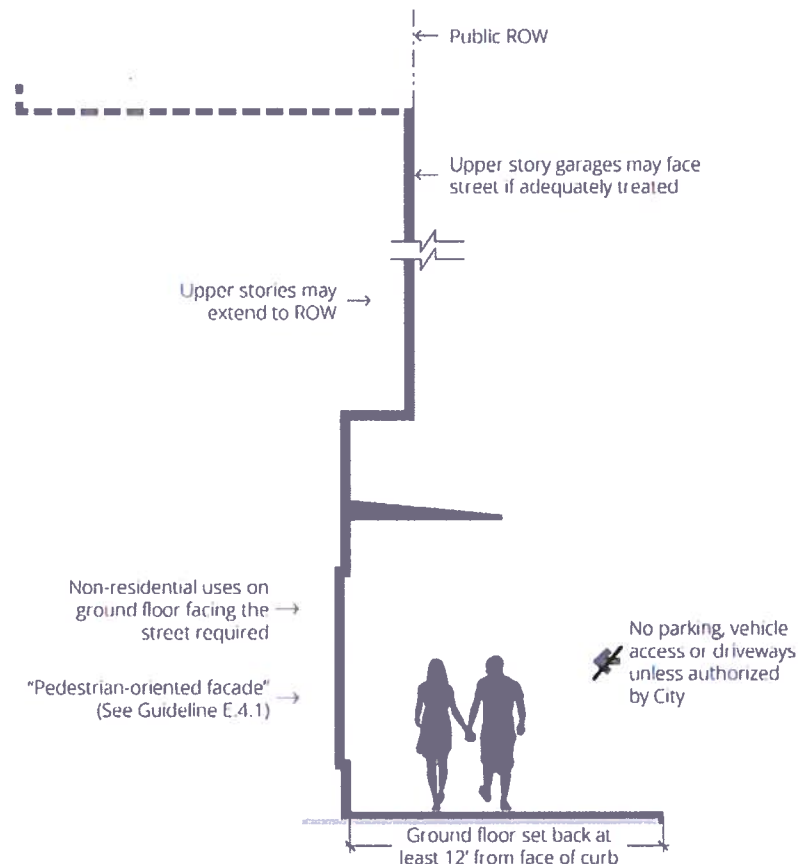 Public ROW
Upper story garages may face
street if adequately treated
Upper stories may
extend to ROW
Non-residential uses on
ground floor facing the
street required
"Pedestrian-oriented facade"
(See Guideline E.4.1)
No parking, vehicle
access or driveways
unless authorized
by City
Ground floor set back at
least 12' from face of curb